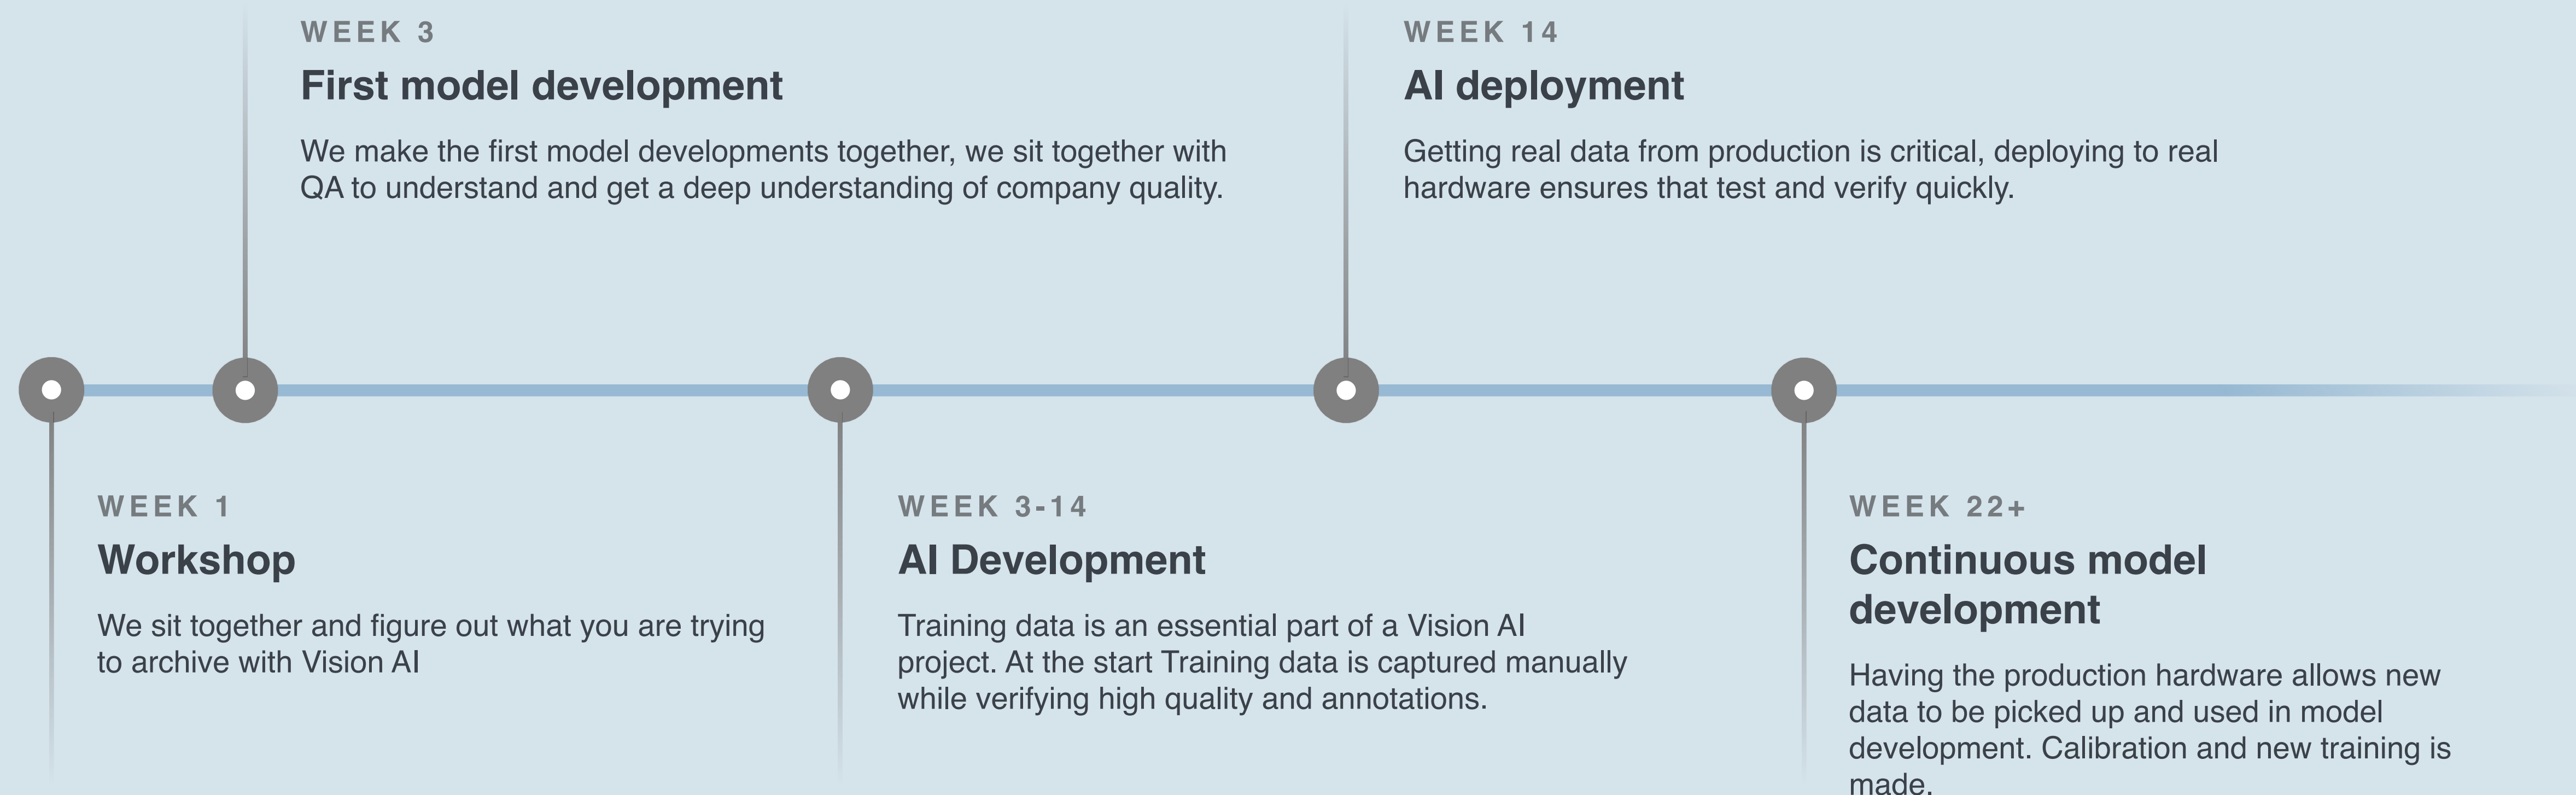 WEEK 3
First model development
We make the first model developments together, we sit together with
QA to understand and get a deep understanding of company quality.
WEEK 14
AI deployment
Getting real data from production is critical, deploying to real
hardware ensures that test and verify quickly.
WEEK 1
Workshop
We sit together and figure out what you are trying
to archive with Vision AI
WEEK 3-14
AI Development
Training data is an essential part of a Vision AI
project. At the start Training data is captured manually
while verifying high quality and annotations.
WEEK 22+
Continuous model
development
Having the production hardware allows new
data to be picked up and used in model
development. Calibration and new training is
made.